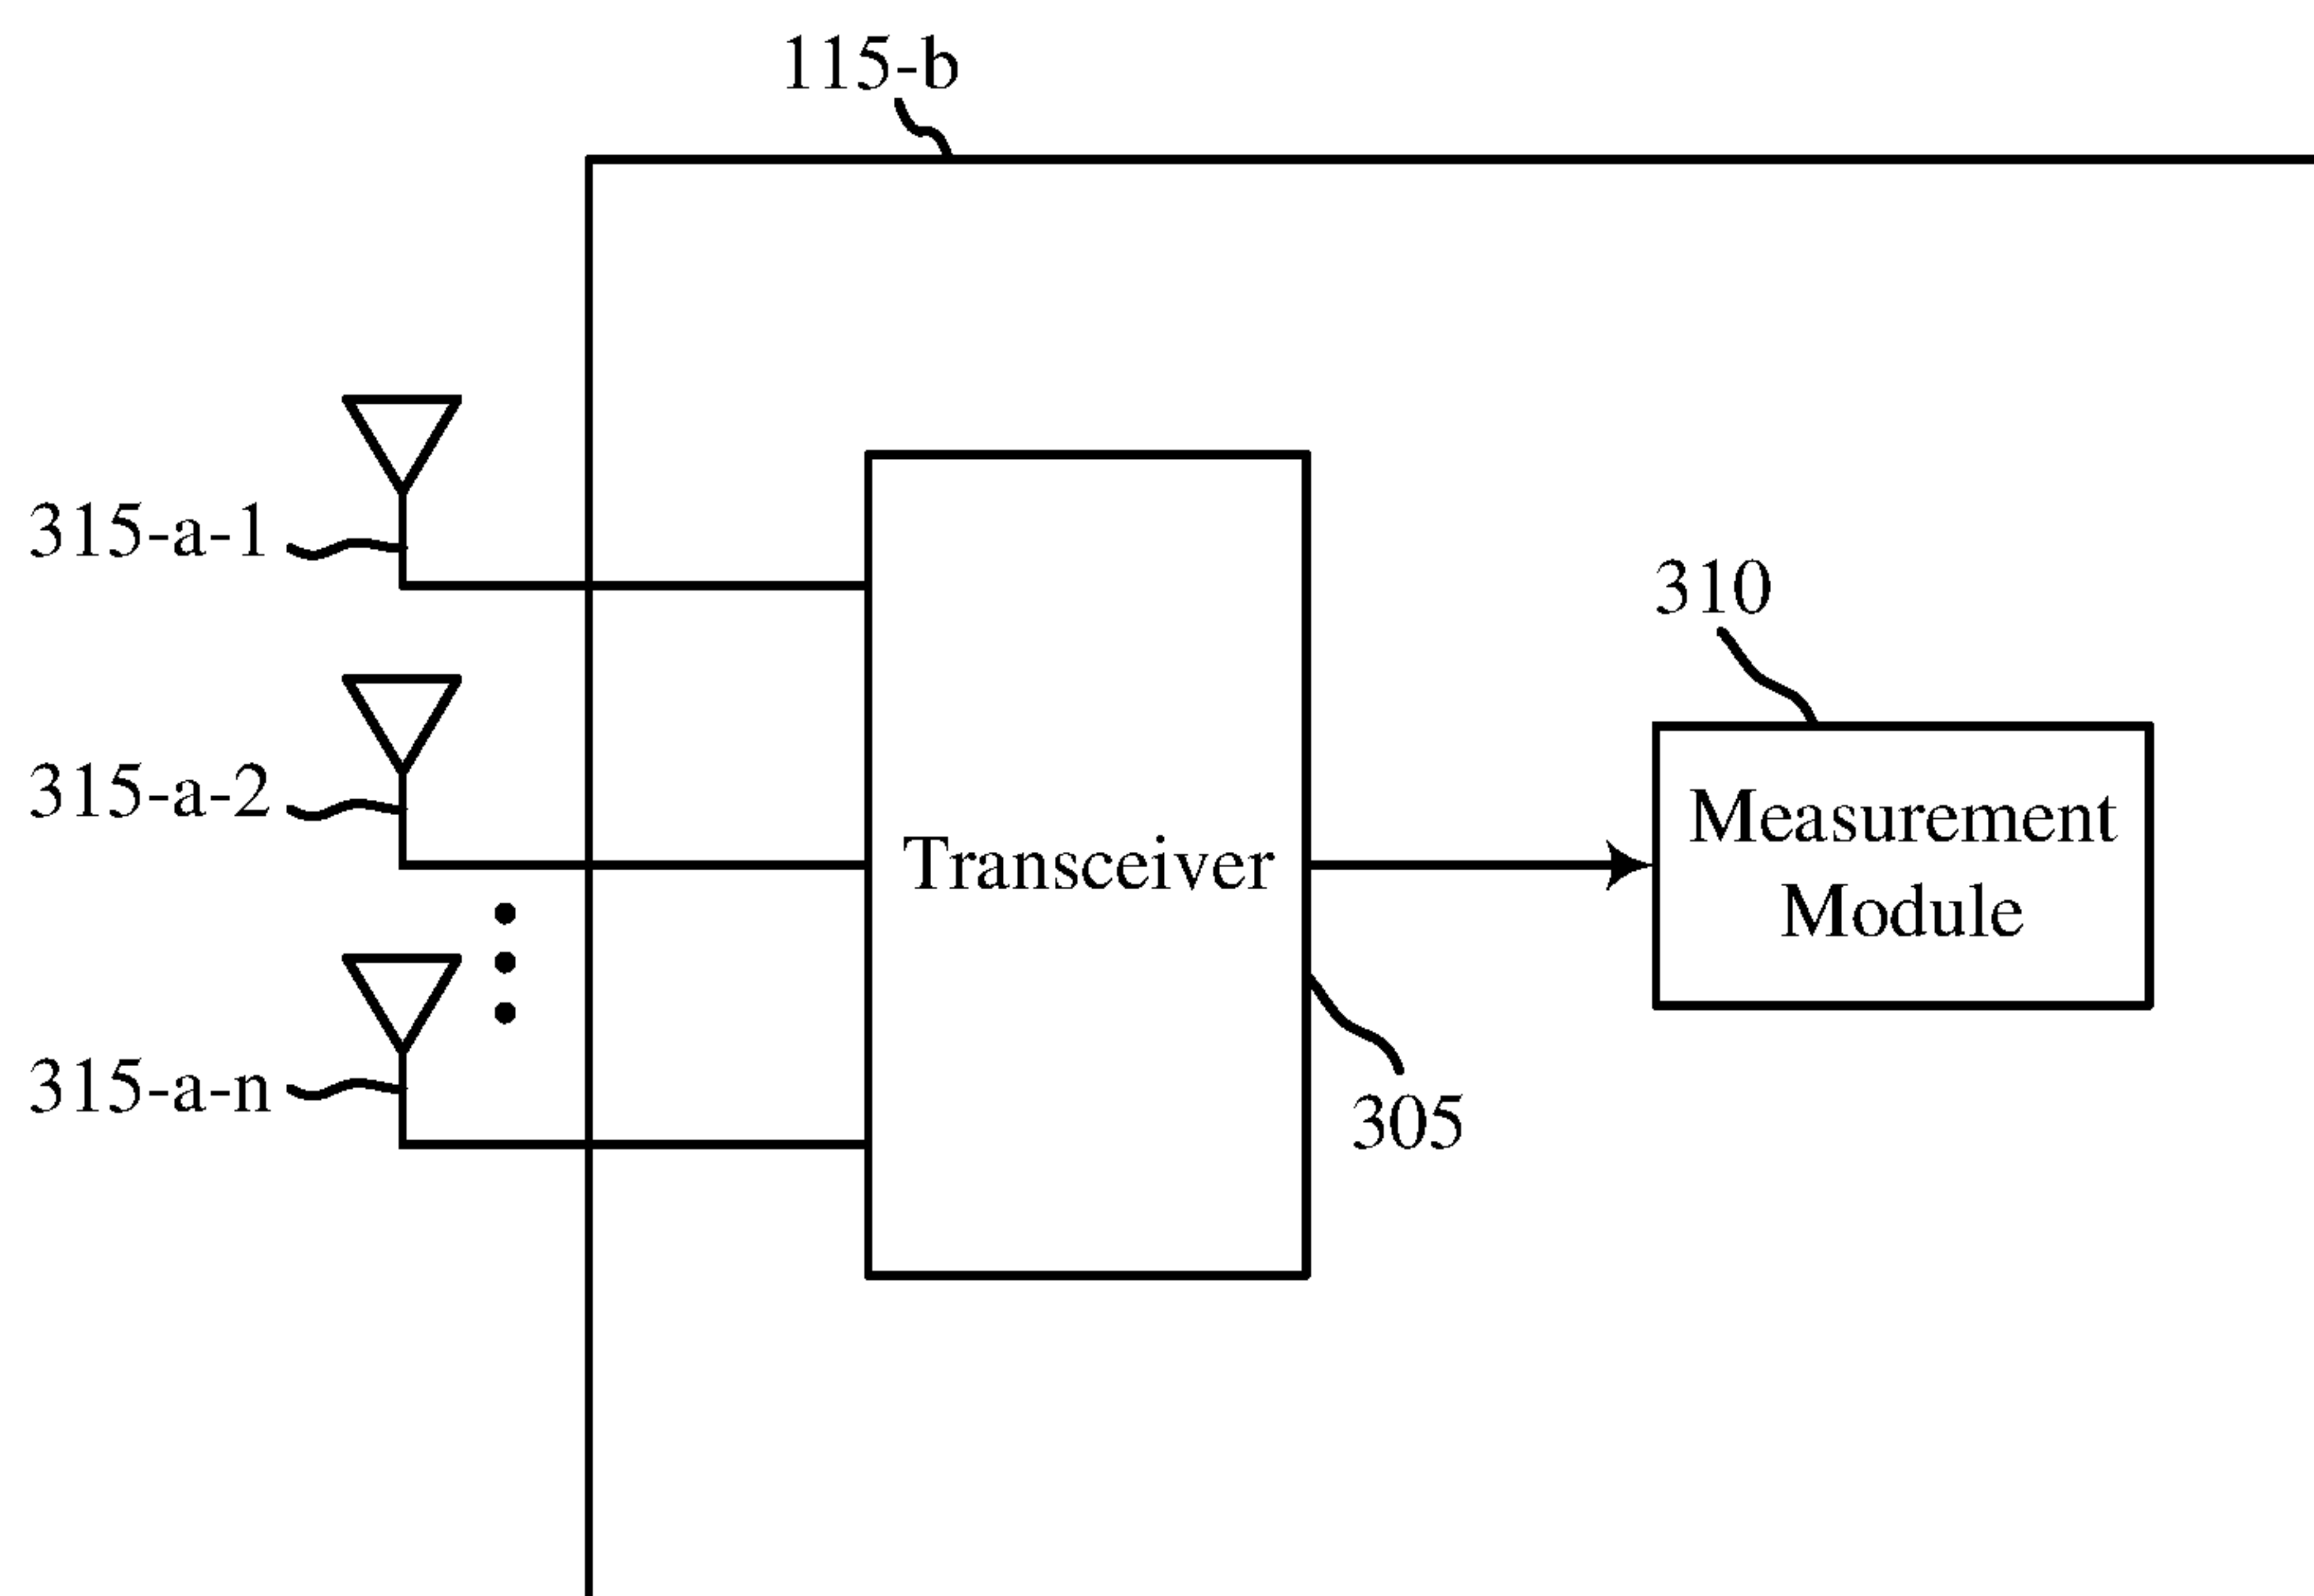 115-b
315-a-1
310
315-a-2
Transceiver
Measurement
Module
315-a-n
305